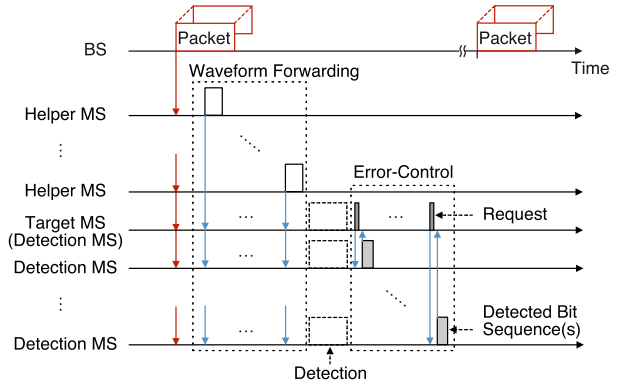 Packet
Packet
BS
Time
Waveform Forwarding
Helper MS
⋮
...
Helper MS
Error-Control
Target MS
(Detection MS)
...
...
Request
Detection MS
...
⋮
...
Detected Bit
Sequence(s)
Detection MS
...
Detection